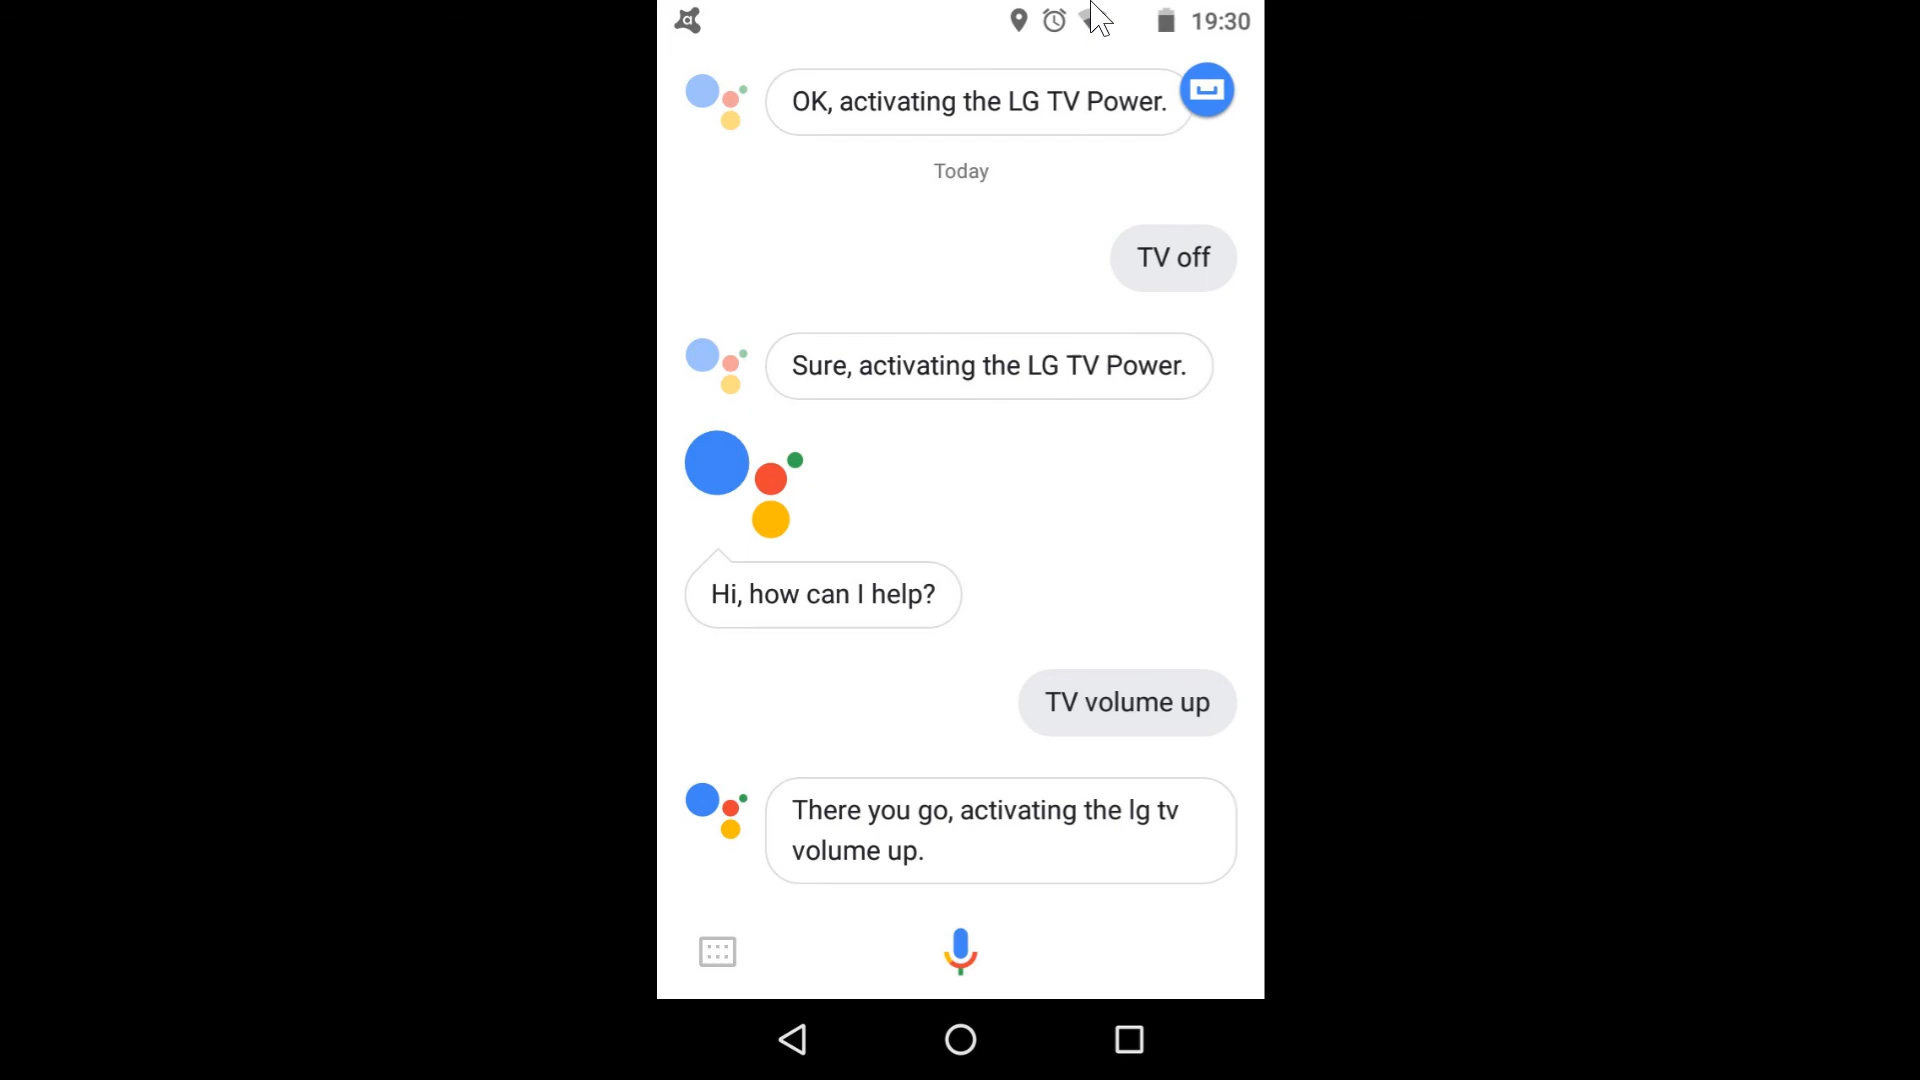 19:30
OK, activating the LG TV Power.
Today
TV off
Sure, activating the LG TV Power.
Hi, how can I help?
TV volume up
There you go, activating the lg tv
volume up.